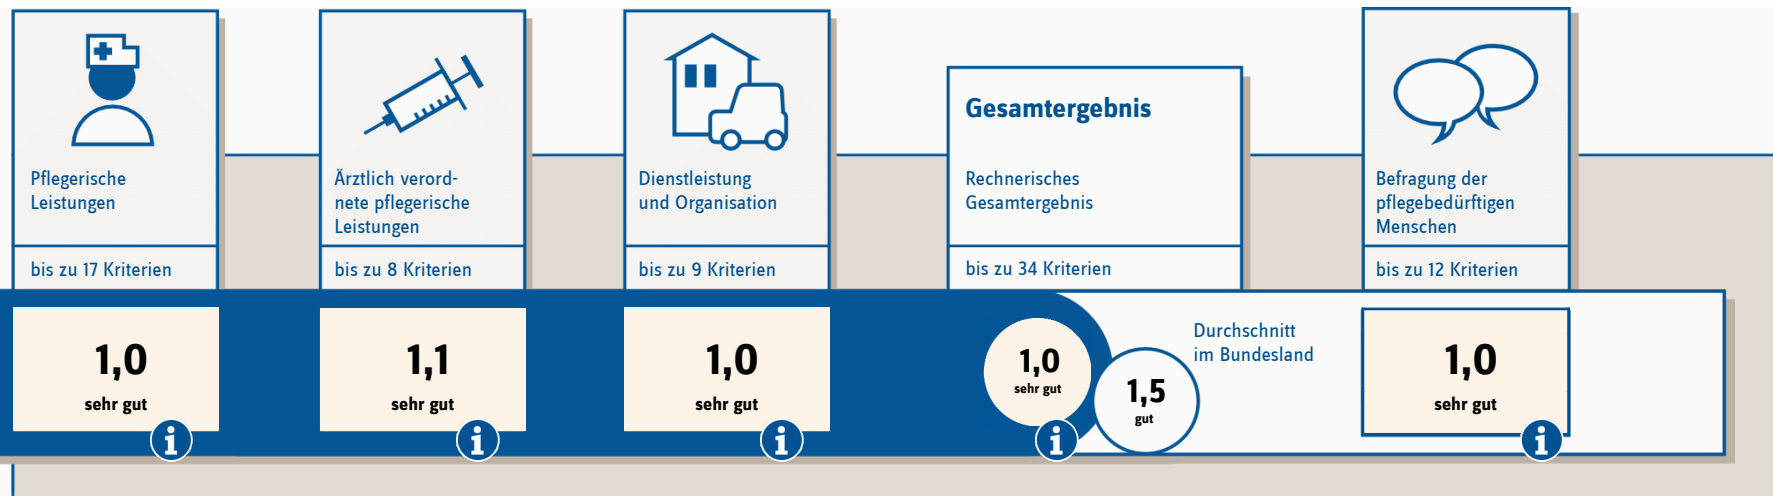 Pflegerische
Leistungen
bis zu 17 Kriterien
1,0
sehr gut
i
Ärztlich verord-
nete pflegerische
Leistungen
bis zu 8 Kriterien
1,1
sehr gut
i
Dienstleistung
und Organisation
bis zu 9 Kriterien
1,0
sehr gut
i
Gesamtergebnis
Rechnerisches
Gesamtergebnis
bis zu 34 Kriterien
1,0
sehr gut
i
1,5
gut
Durchschnitt
im Bundesland
Befragung der
pflegebedürftigen
Menschen
bis zu 12 Kriterien
1,0
sehr gut
i